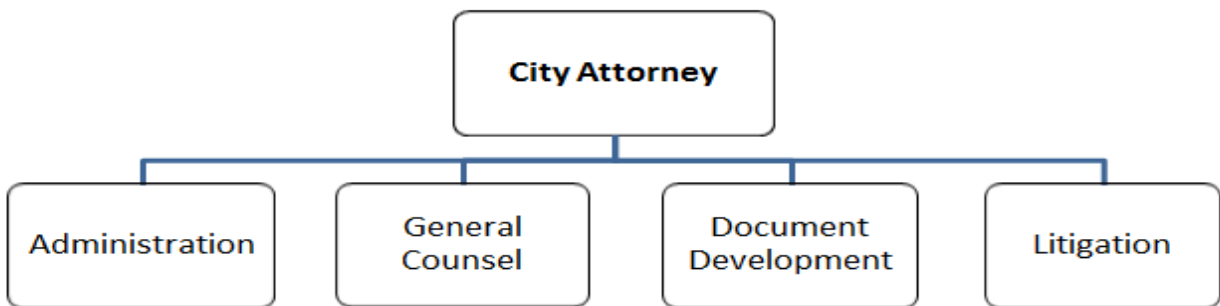 City Attorney
Administration
General
Counsel
Document
Development
Litigation